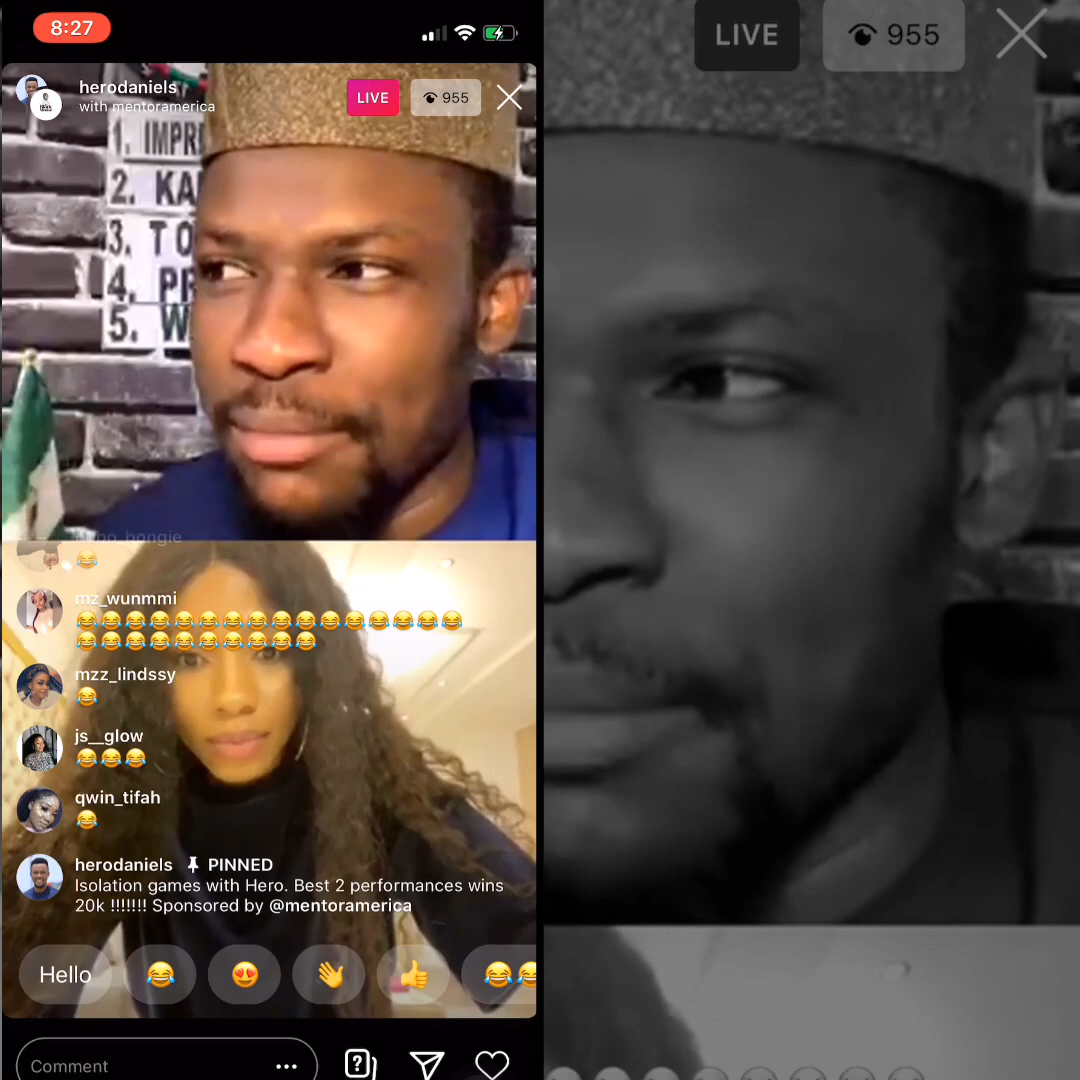 8:27
herodaniels
with mentoramerica
LIVE
955
1. IMPR
2. KA
3. TO
4. PR
5. W
mz_wunmmi
😂😂😂😂😂😂😂😂😂😂😂😂😂😂😂😂
😂😂😂😂😂😂😂😂😂😂
mzz_lindssy
😂
js__glow
😂😂😂
qwin_tifah
😂
herodaniels PINNED
Isolation games with Hero. Best 2 performances wins
20k !!!!!!! Sponsored by @mentoramerica
Hello
Comment
LIVE
955